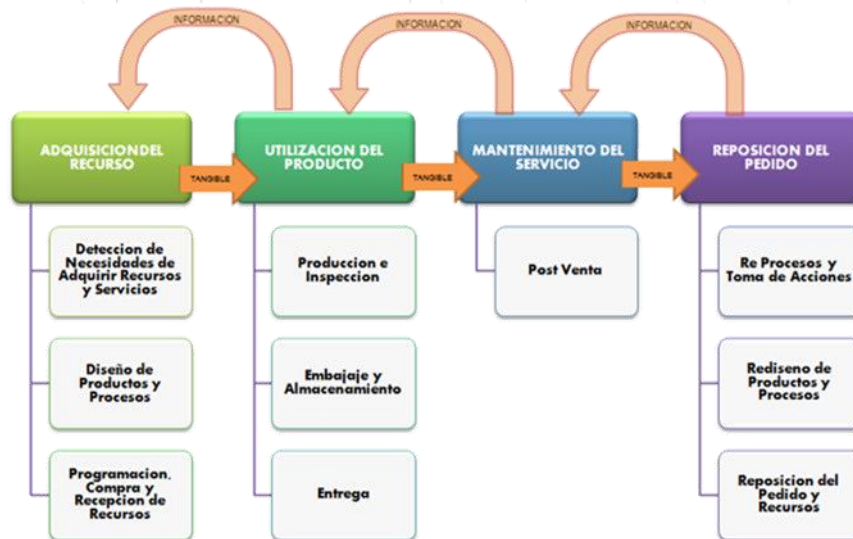 INFORMACION
INFORMACION
INFORMACION
ADQUISICIONDEL
RECURSO
TANGIBLE
UTILIZACION DEL
PRODUCTO
TANGIBLE
MANTENIMIENTO DEL
SERVICIO
TANGIBLE
REPOSICION DEL
PEDIDO
Deteccion de
Necesidades de
Adquirir Recursos
y Servicios
Produccion e
Inspeccion
Post Venta
Re Procesos y
Toma de Acciones
Diseño de
Productos y
Procesos
Embajaje y
Almacenamiento
Rediseno de
Productos y
Procesos
Programacion,
Compra y
Recepcion de
Recursos
Entrega
Reposicion del
Pedido y
Recursos